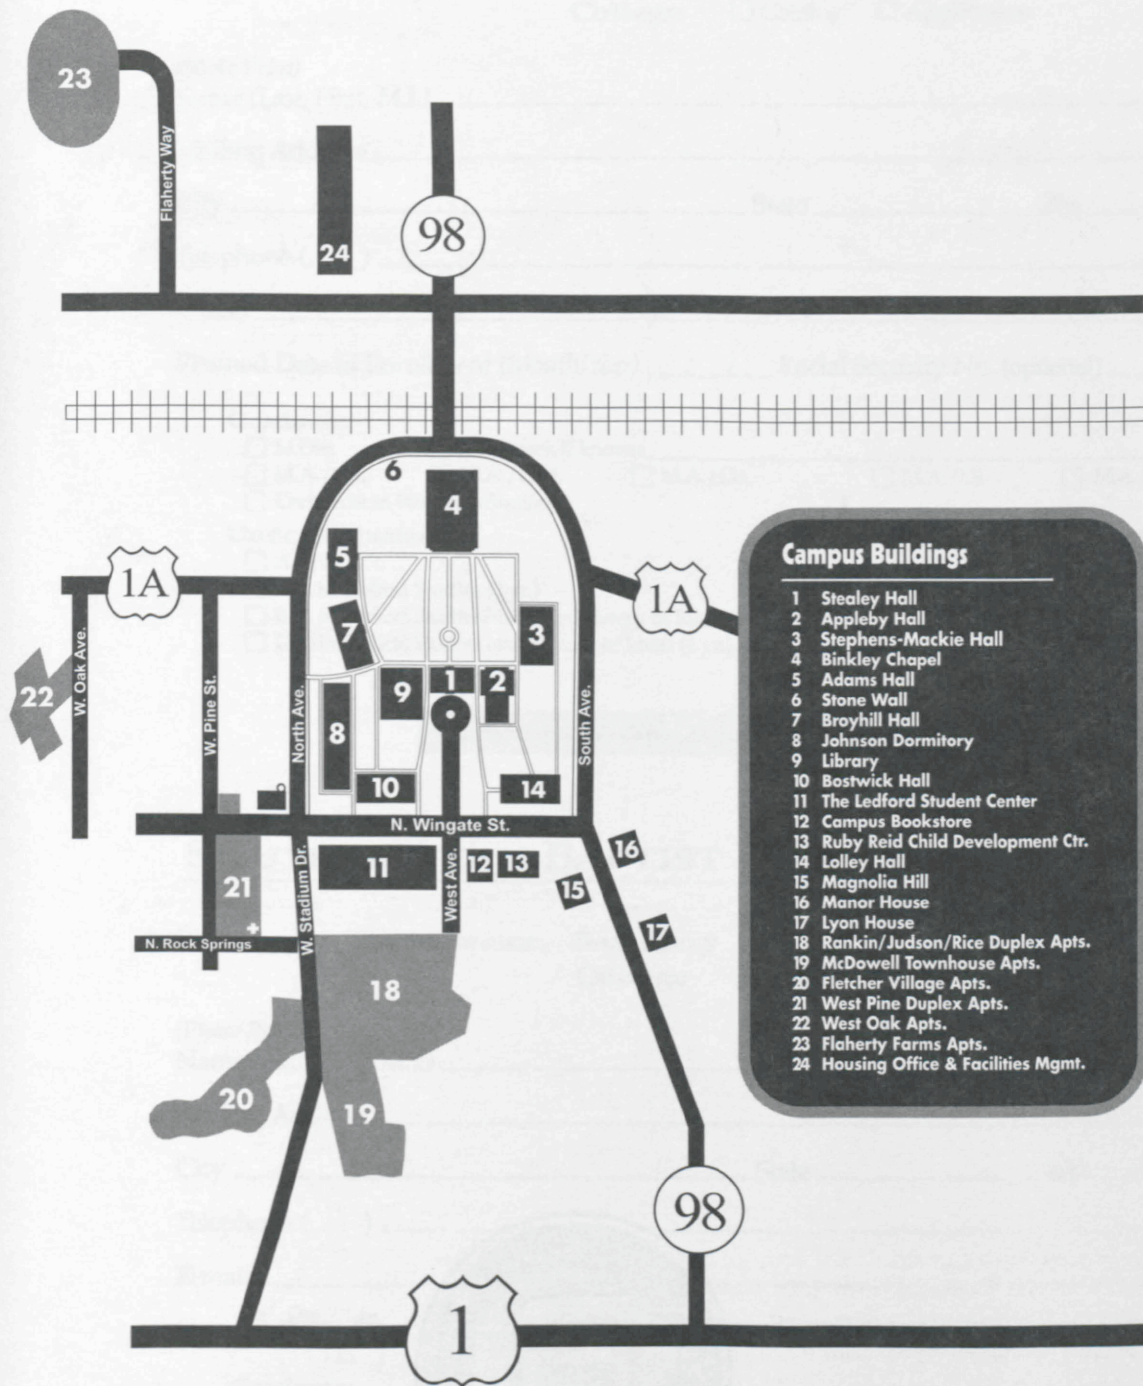 23
Flaherty Way
24
98
6
4
5
1A
1A
7
3
W. Oak Ave.
22
W. Pine St.
North Ave.
9
1
2
South Ave.
8
10
14
N. Wingate St.
11
West Ave.
12
13
16
15
17
21
W. Stadium Dr.
N. Rock Springs
18
20
19
98
1
Campus Buildings
1 Stealey Hall
2 Appleby Hall
3 Stephens-Mackie Hall
4 Binkley Chapel
5 Adams Hall
6 Stone Wall
7 Broyhill Hall
8 Johnson Dormitory
9 Library
10 Bostwick Hall
11 The Ledford Student Center
12 Campus Bookstore
13 Ruby Reid Child Development Ctr.
14 Lolley Hall
15 Magnolia Hill
16 Manor House
17 Lyon House
18 Rankin/Judson/Rice Duplex Apts.
19 McDowell Townhouse Apts.
20 Fletcher Village Apts.
21 West Pine Duplex Apts.
22 West Oak Apts.
23 Flaherty Farms Apts.
24 Housing Office & Facilities Mgmt.